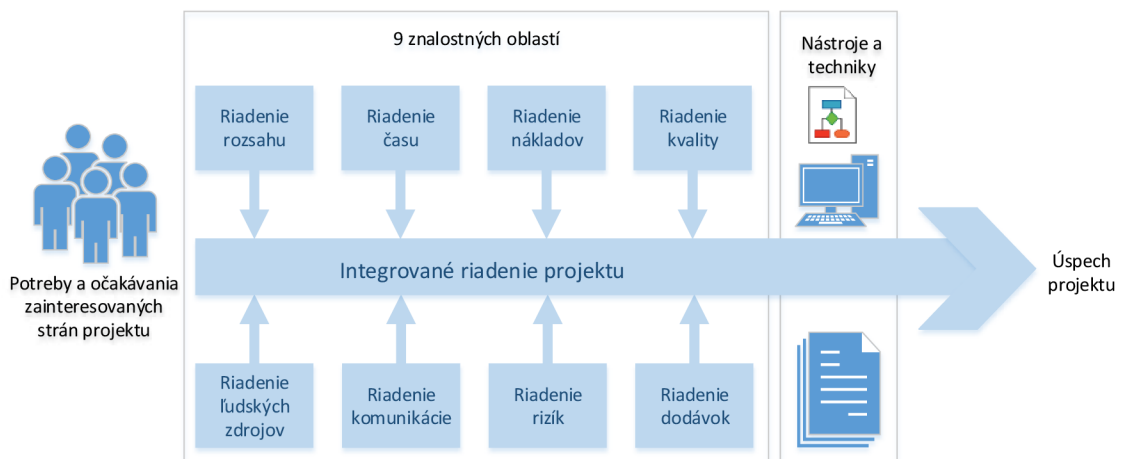 9 znalostných oblastí
Nástroje a
techniky
Riadenie
rozsahu
Riadenie
času
Riadenie
nákladov
Riadenie
kvality
Potreby a očakávania
zainteresovaných
strán projektu
Integrované riadenie projektu
Úspech
projektu
Riadenie
ľudských
zdrojov
Riadenie
komunikácie
Riadenie
rizík
Riadenie
dodávok